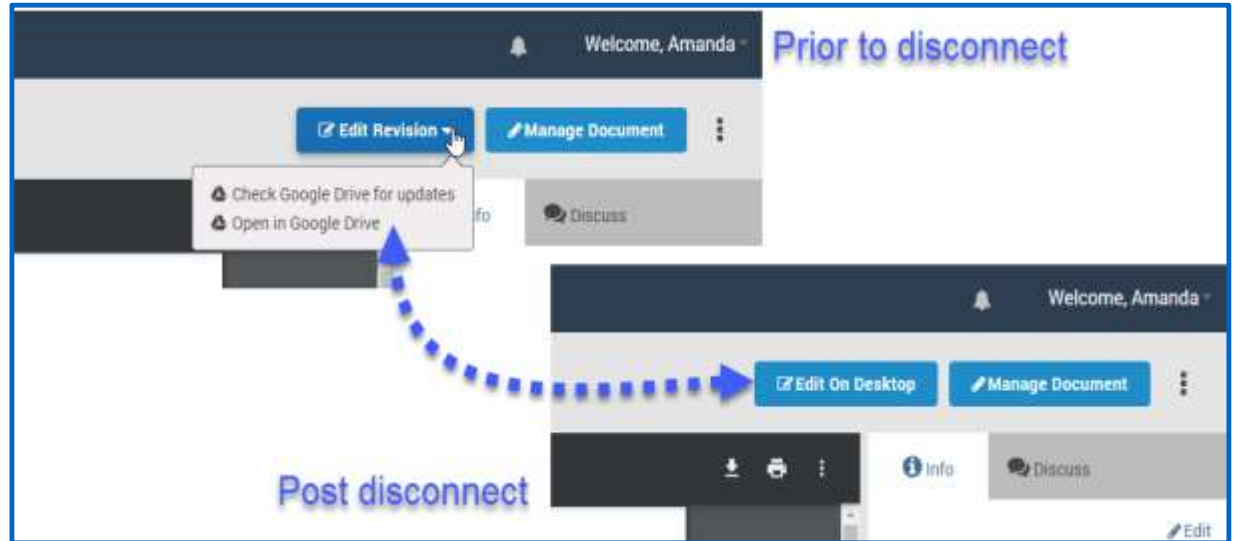 Welcome, Amanda
Prior to disconnect
Edit Revision
Manage Document
Check Google Drive for updates
Open in Google Drive
fo
Discuss
Welcome, Amanda
Edit On Desktop
Manage Document
Info
Discuss
Post disconnect
Edit